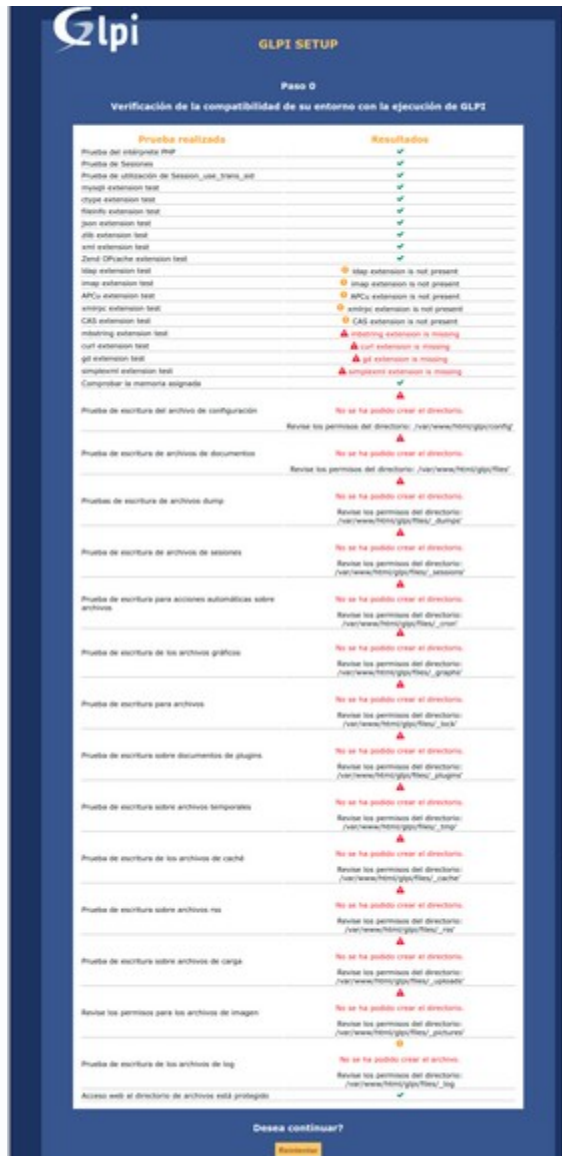 Glpi
GLPI SETUP
Paso 0
Verificación de la compatibilidad de su entorno con la ejecución de GLPI
Prueba realizada Resultados
Prueba del intérprete PHP
Prueba de Sesiones
Prueba de utilización de Session_use_trans_sid
mysqli extension test
ctype extension test
fileinfo extension test
json extension test
zlib extension test
xml extension test
Zend OPcache extension test
ldap extension test ldap extension is not present
imap extension test imap extension is not present
APCu extension test APCu extension is not present
xmlrpc extension test xmlrpc extension is not present
CAS extension test CAS extension is not present
mbstring extension test mbstring extension is missing
curl extension test curl extension is missing
gd extension test gd extension is missing
simplexml extension test simplexml extension is missing
Comprobar la memoria asignada
Prueba de escritura del archivo de configuración No se ha podido crear el directorio.
Revise los permisos del directorio: /var/www/html/glpi/config'
Prueba de escritura de archivos de documentos No se ha podido crear el directorio.
Revise los permisos del directorio: /var/www/html/glpi/files'
No se ha podido crear el directorio.
Pruebas de escritura de archivos dump
Revise los permisos del directorio:
/var/www/html/glpi/files/_dumps'
No se ha podido crear el directorio.
Prueba de escritura de archivos de sesiones
Revise los permisos del directorio:
/var/www/html/glpi/files/_sessions'
Prueba de escritura para acciones automáticas sobre No se ha podido crear el directorio.
archivos
Revise los permisos del directorio:
/var/www/html/glpi/files/_cron'
No se ha podido crear el directorio.
Prueba de escritura de los archivos gráficos
Revise los permisos del directorio:
/var/www/html/glpi/files/_graphs'
No se ha podido crear el directorio.
Prueba de escritura para archivos
Revise los permisos del directorio:
/var/www/html/glpi/files/_lock'
No se ha podido crear el directorio.
Prueba de escritura sobre documentos de plugins
Revise los permisos del directorio:
/var/www/html/glpi/files/_plugins'
No se ha podido crear el directorio.
Prueba de escritura sobre archivos temporales
Revise los permisos del directorio:
/var/www/html/glpi/files/_tmp'
No se ha podido crear el directorio.
Prueba de escritura de los archivos de caché
Revise los permisos del directorio:
/var/www/html/glpi/files/_cache'
No se ha podido crear el directorio.
Prueba de escritura sobre archivos rss
Revise los permisos del directorio:
/var/www/html/glpi/files/_rss'
No se ha podido crear el directorio.
Prueba de escritura sobre archivos de carga
Revise los permisos del directorio:
/var/www/html/glpi/files/_uploads'
No se ha podido crear el directorio.
Revise los permisos para los archivos de imagen
Revise los permisos del directorio:
/var/www/html/glpi/files/_pictures'
No se ha podido crear el archivo.
Prueba de escritura de los archivos de log
Revise los permisos del directorio:
/var/www/html/glpi/files/_log
Acceso web al directorio de archivos está protegido
Desea continuar?
Reintentar